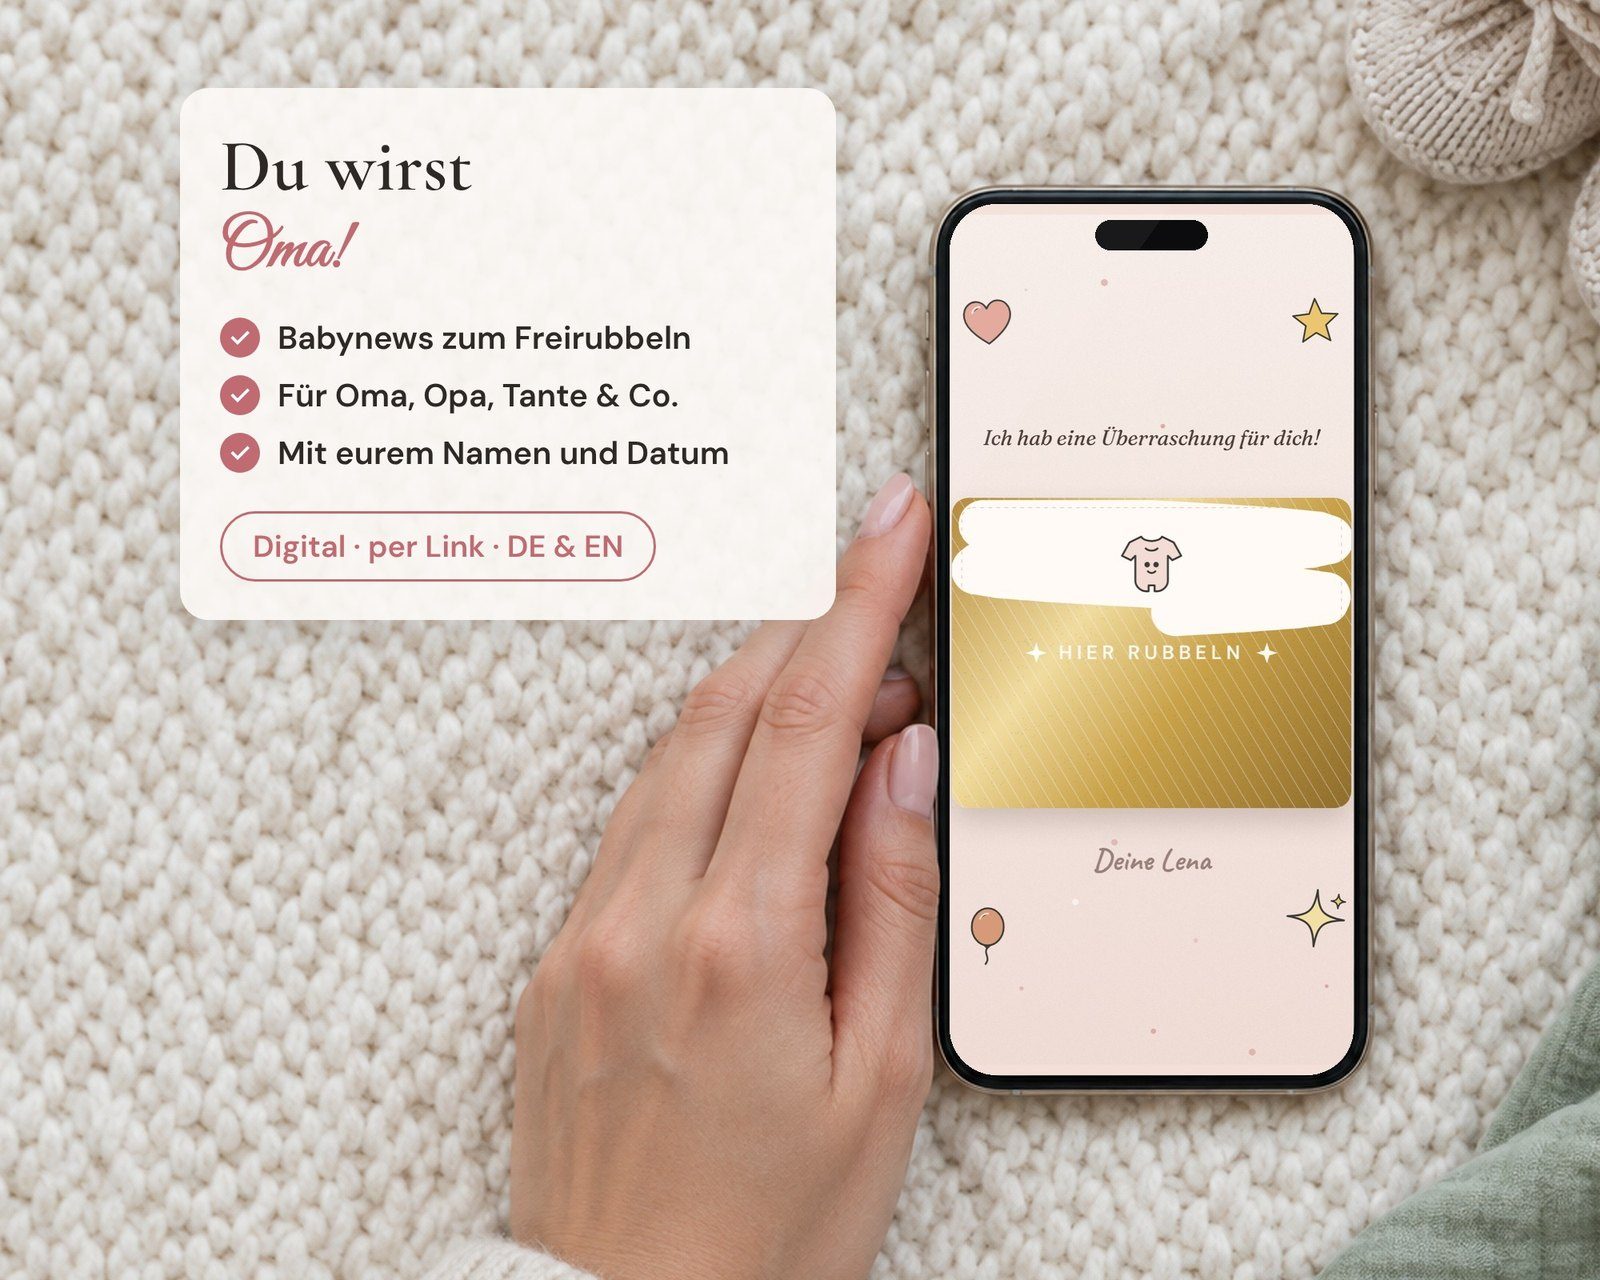 Du wirst
Oma!
Babynews zum Freirubbeln
Für Oma, Opa, Tante & Co.
Mit eurem Namen und Datum
Digital · per Link · DE & EN
Ich hab eine Überraschung für dich!
HIER RUBBELN
Deine Lena